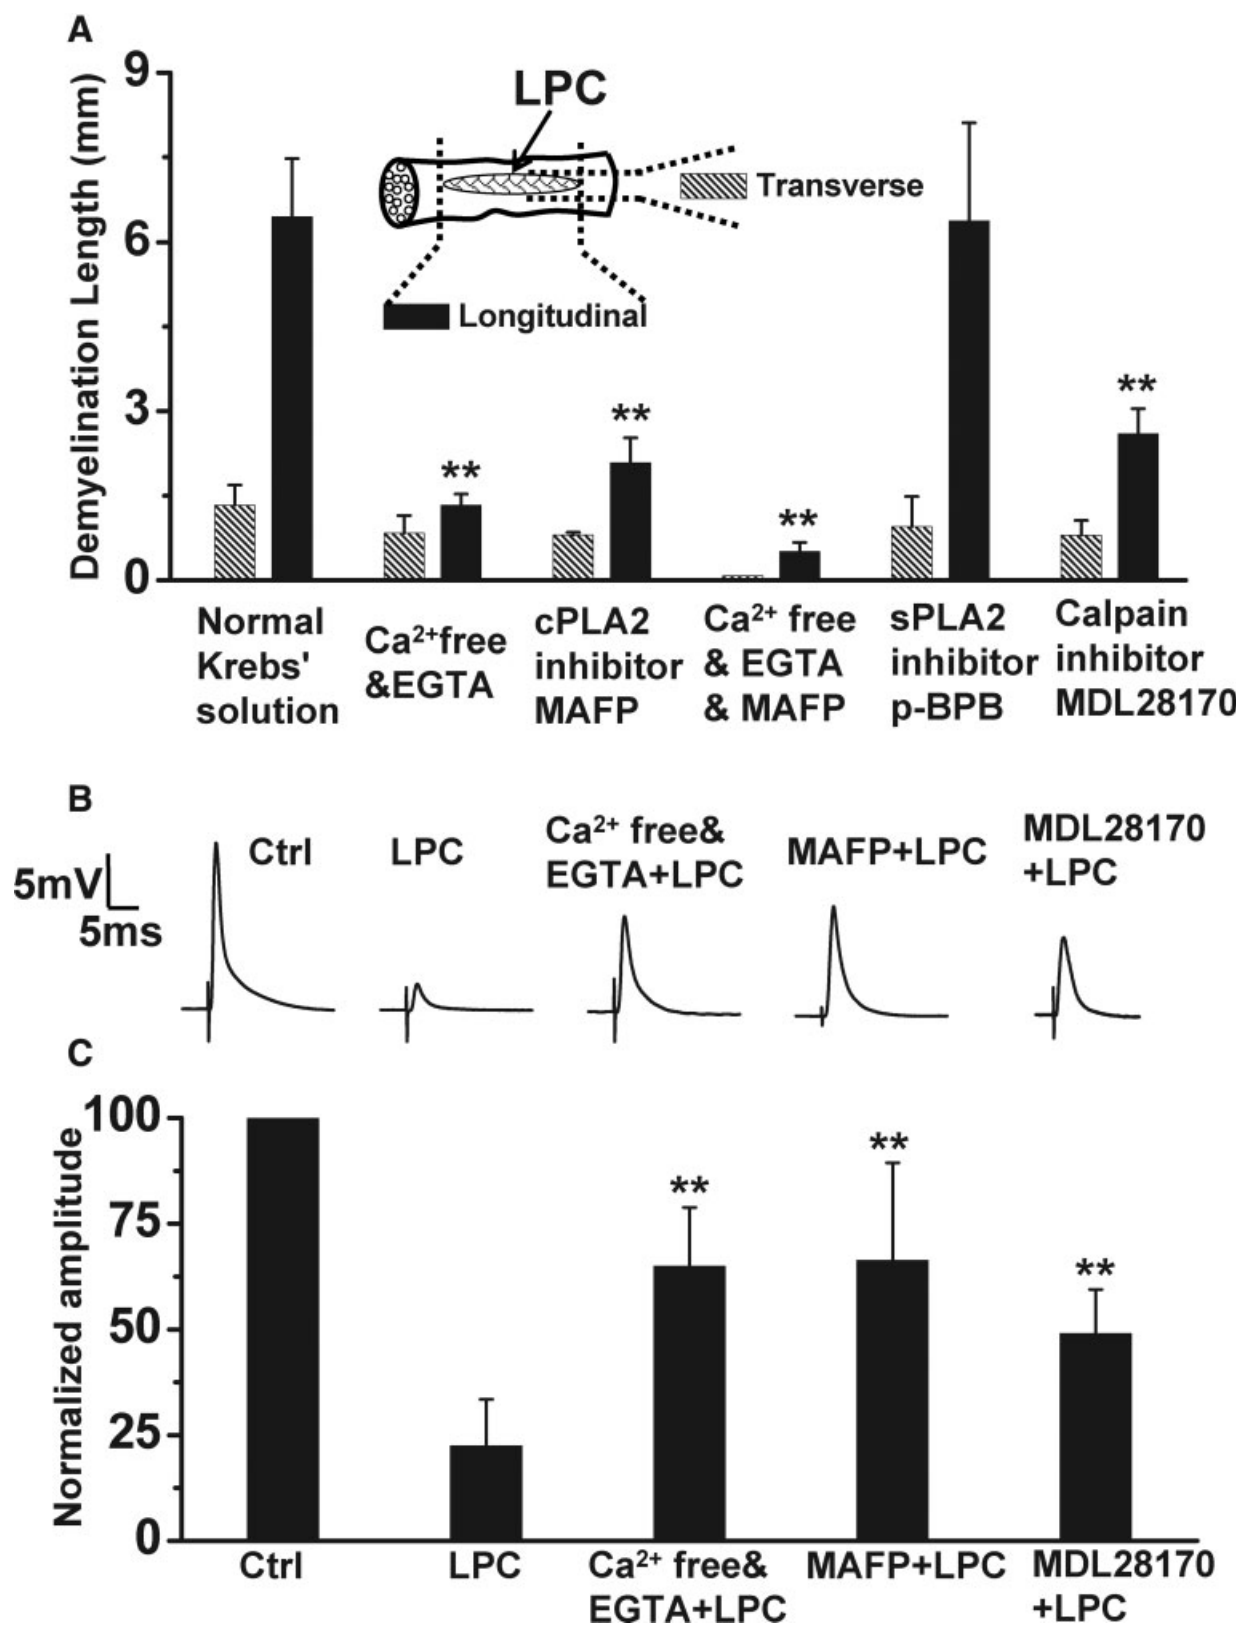 A
Demyelination Length (mm)
9
6
3
0
LPC
Transverse
Longitudinal
**
**
**
**
Normal
Krebs'
solution
Ca²⁺free
&EGTA
cPLA2
inhibitor
MAFP
Ca²⁺ free
& EGTA
& MAFP
sPLA2
inhibitor
p-BPB
Calpain
inhibitor
MDL28170
B
5mV
5ms
Ctrl
LPC
Ca²⁺ free&
EGTA+LPC
MAFP+LPC
MDL28170
+LPC
C
Normalized amplitude
100
75
50
25
0
**
**
**
Ctrl
LPC
Ca²⁺ free&
EGTA+LPC
MAFP+LPC
MDL28170
+LPC